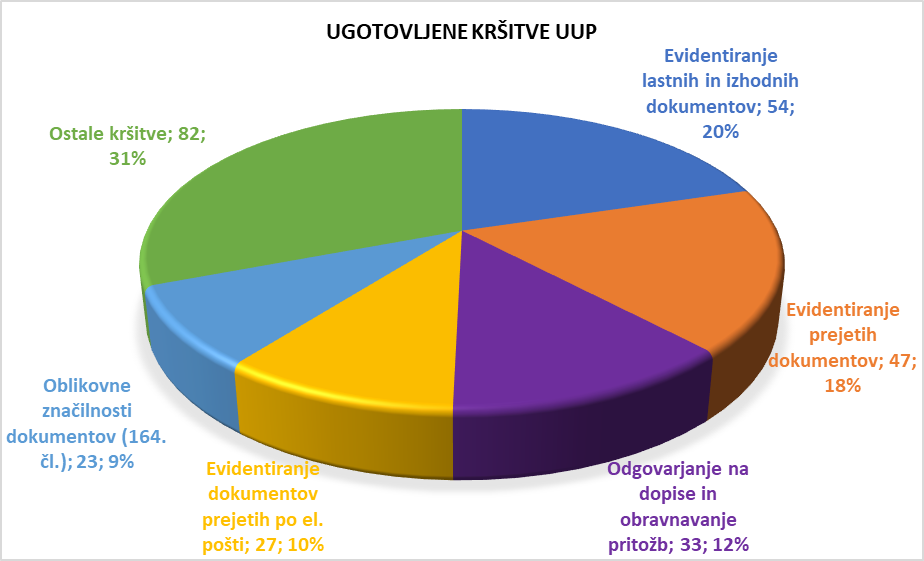 UGOTOVLJENE KRŠITVE UUP
Evidentiranje
lastnih in izhodnih
dokumentov; 54;
20%
Evidentiranje
prejetih
dokumentov; 47;
18%
Odgovarjanje na
dopise in
obravnavanje
pritožb; 33; 12%
Evidentiranje
dokumentov
prejetih po el.
pošti; 27; 10%
Oblikovne
značilnosti
dokumentov (164.
čl.); 23; 9%
Ostale kršitve; 82;
31%